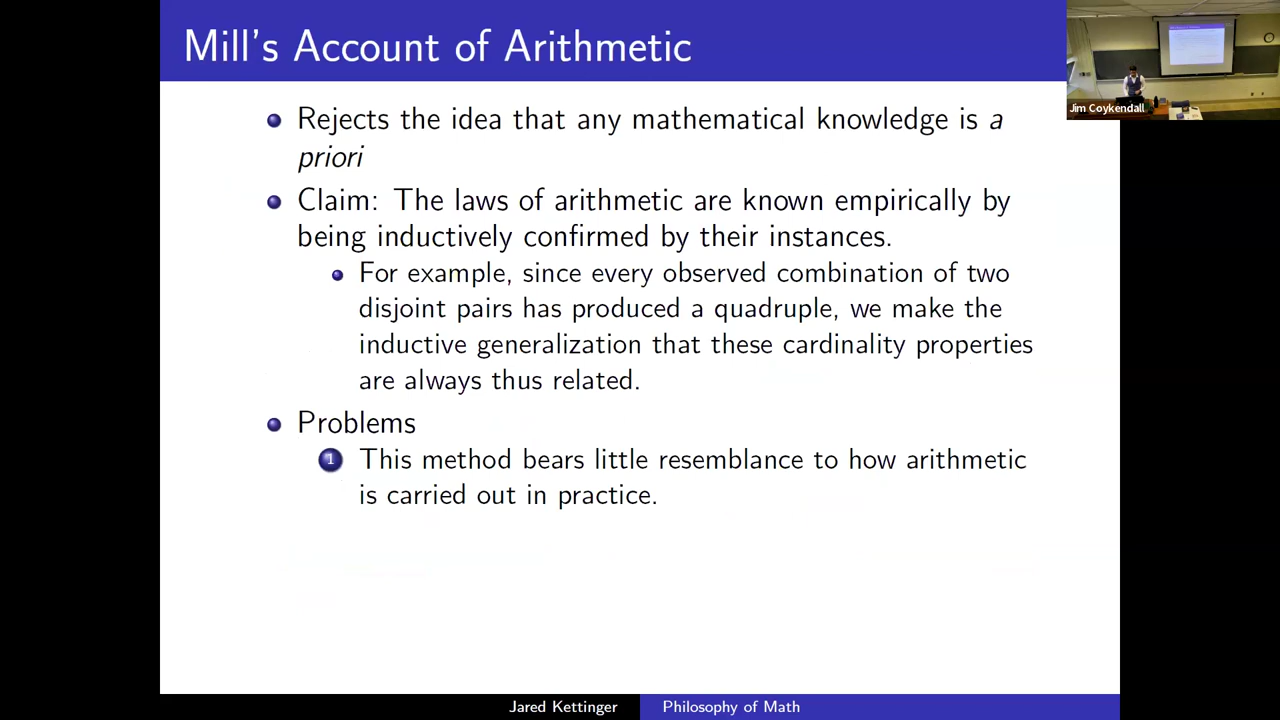 Mill's Account of Arithmetic
Jim Coykendall
Rejects the idea that any mathematical knowledge is a
priori
Claim: The laws of arithmetic are known empirically by
being inductively confirmed by their instances.
For example, since every observed combination of two
disjoint pairs has produced a quadruple, we make the
inductive generalization that these cardinality properties
are always thus related.
Problems
1 This method bears little resemblance to how arithmetic
is carried out in practice.
Jared Kettinger Philosophy of Math